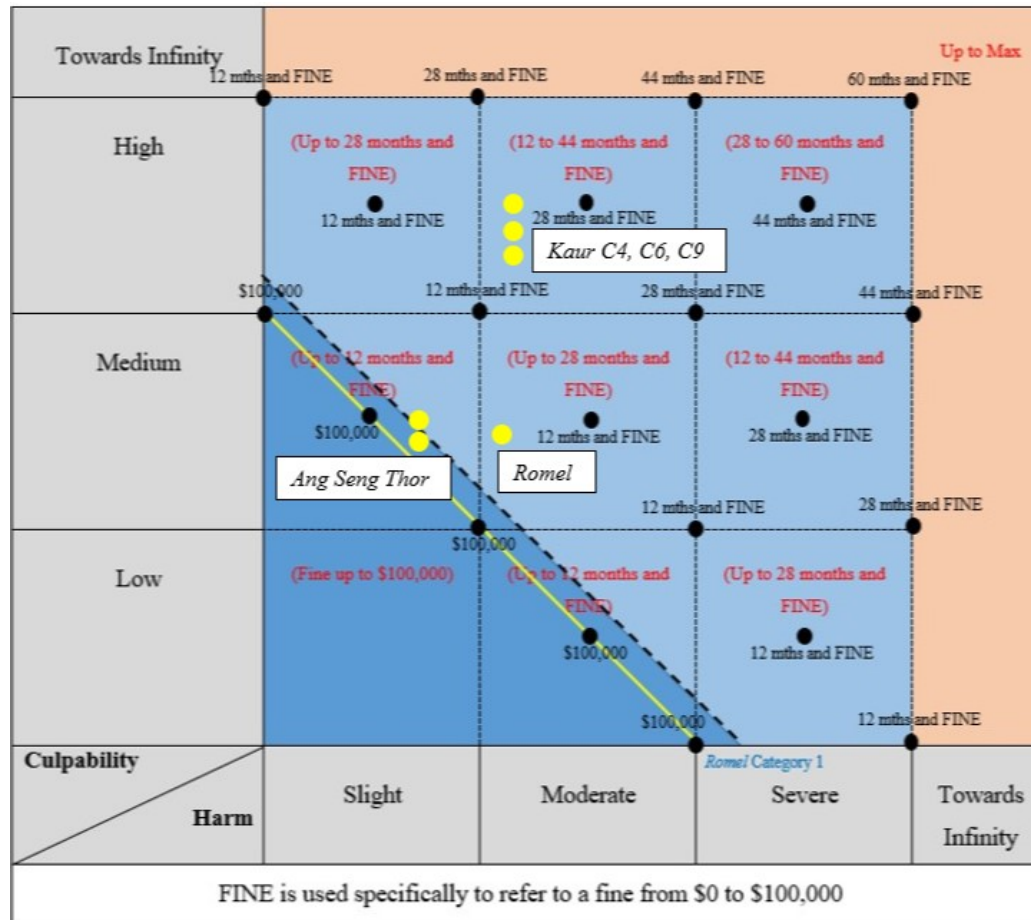 Towards Infinity
Up to Max
12 mths and FINE
28 mths and FINE
44 mths and FINE
60 mths and FINE
High
(Up to 28 months and
FINE)
12 mths and FINE
(12 to 44 months and
FINE)
28 mths and FINE
Kaur C4, C6, C9
(28 to 60 months and
FINE)
44 mths and FINE
$100,000
12 mths and FINE
28 mths and FINE
44 mths and FINE
Medium
(Up to 12 months and
FINE)
$100,000
Ang Seng Thor
(Up to 28 months and
FINE)
12 mths and FINE
Romel
(12 to 44 months and
FINE)
28 mths and FINE
$100,000
12 mths and FINE
28 mths and FINE
Low
(Fine up to $100,000)
(Up to 12 months and
FINE)
$100,000
(Up to 28 months and
FINE)
12 mths and FINE
$100,000
12 mths and FINE
Romel Category 1
Culpability
Harm
Slight
Moderate
Severe
Towards
Infinity
FINE is used specifically to refer to a fine from $0 to $100,000